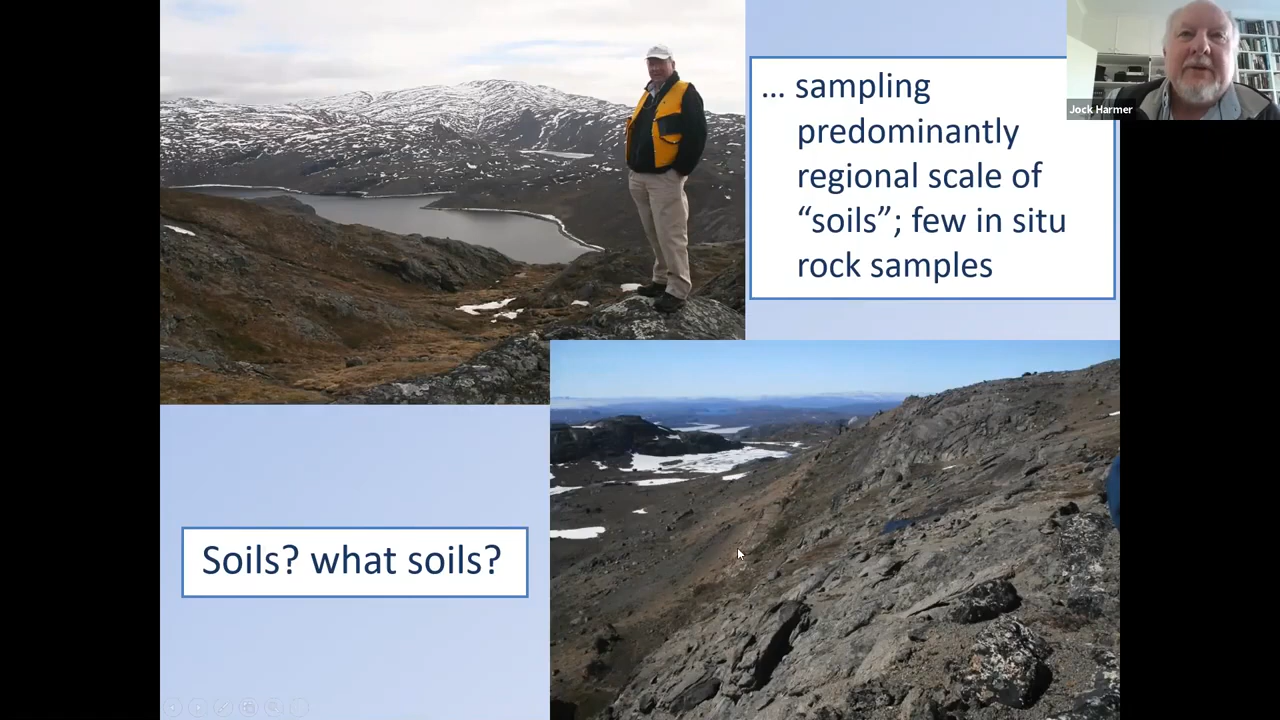 … sampling
predominantly
regional scale of
“soils”; few in situ
rock samples
Jock Harmer
Soils? what soils?